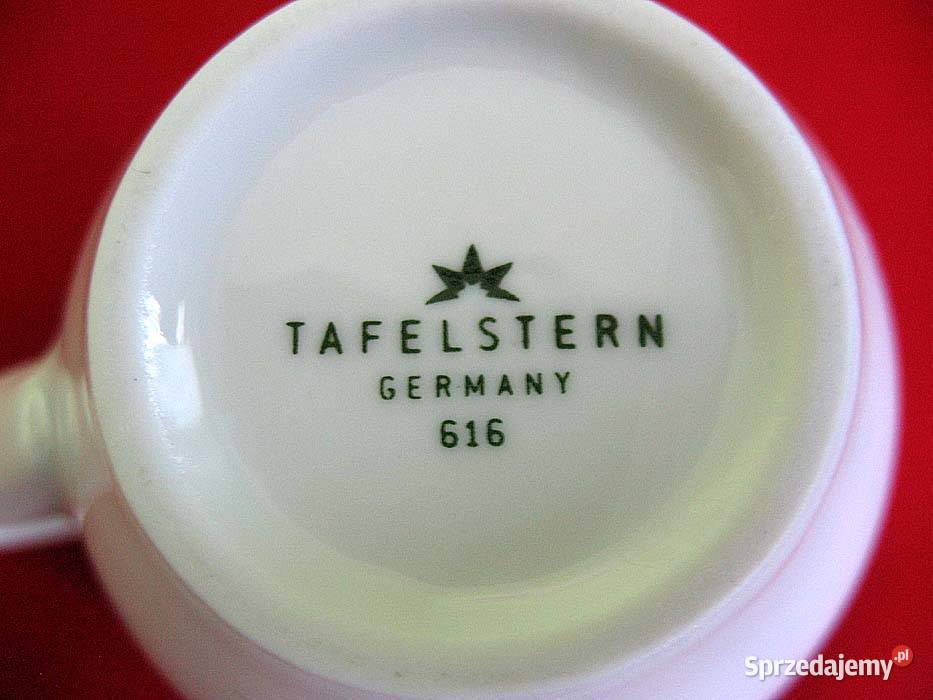 TAFELSTERN
GERMANY
616
Sprzedajemy.pl